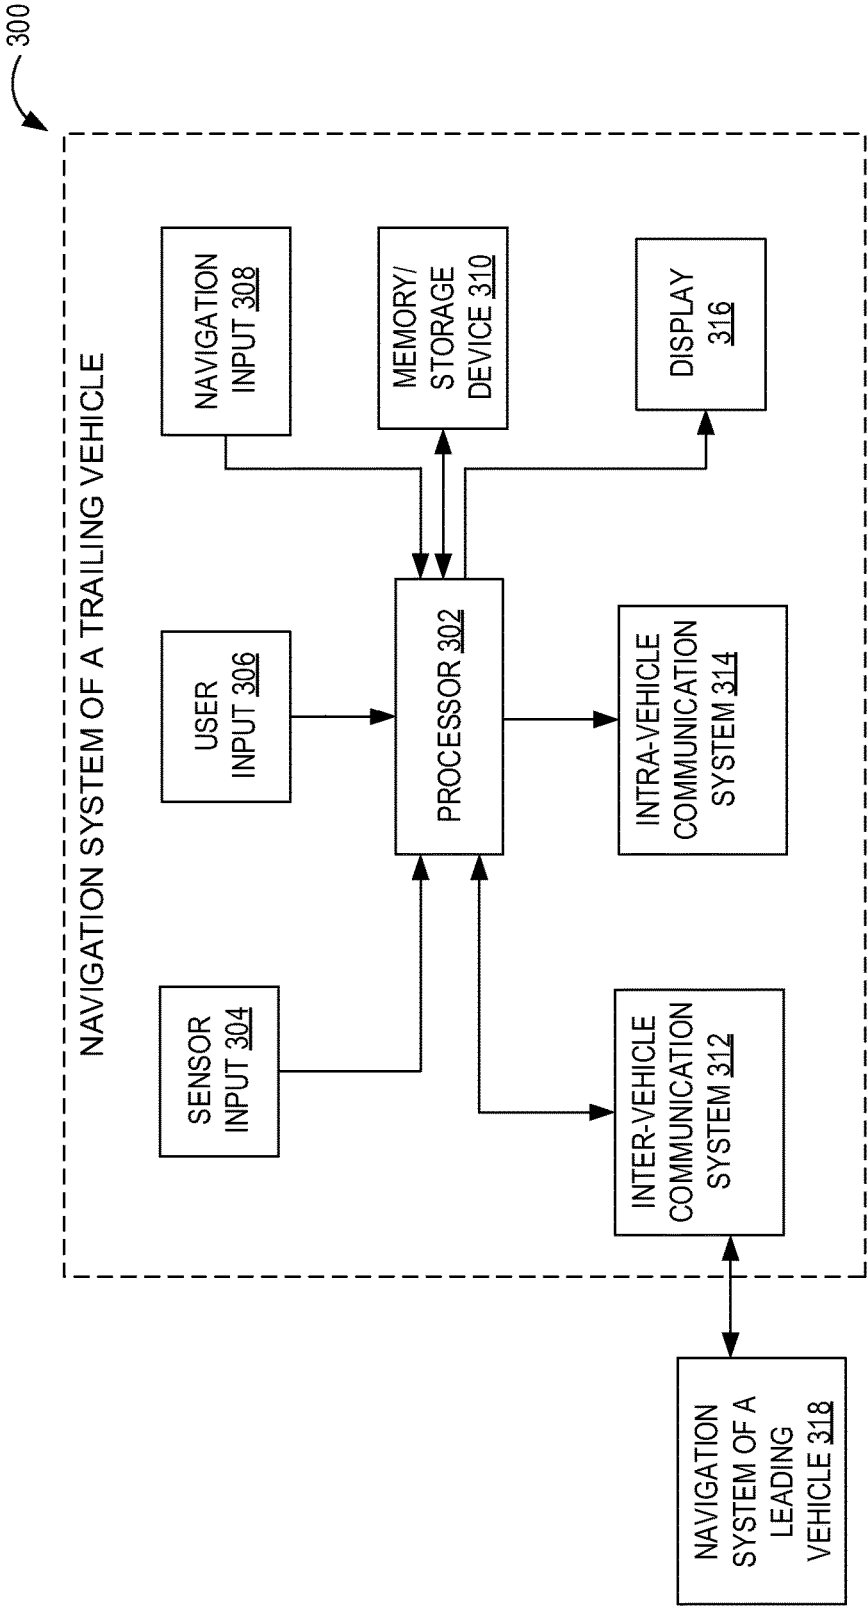 300
NAVIGATION SYSTEM OF A TRAILING VEHICLE
SENSOR
INPUT 304
USER
INPUT 306
NAVIGATION
INPUT 308
PROCESSOR 302
MEMORY/
STORAGE
DEVICE 310
INTER-VEHICLE
COMMUNICATION
SYSTEM 312
INTRA-VEHICLE
COMMUNICATION
SYSTEM 314
DISPLAY
316
NAVIGATION
SYSTEM OF A
LEADING
VEHICLE 318